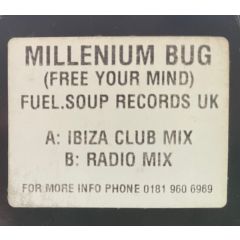 MILLENIUM BUG
(FREE YOUR MIND)
FUEL.SOUP RECORDS UK
A: IBIZA CLUB MIX
B: RADIO MIX
FOR MORE INFO PHONE 0181 960 6969